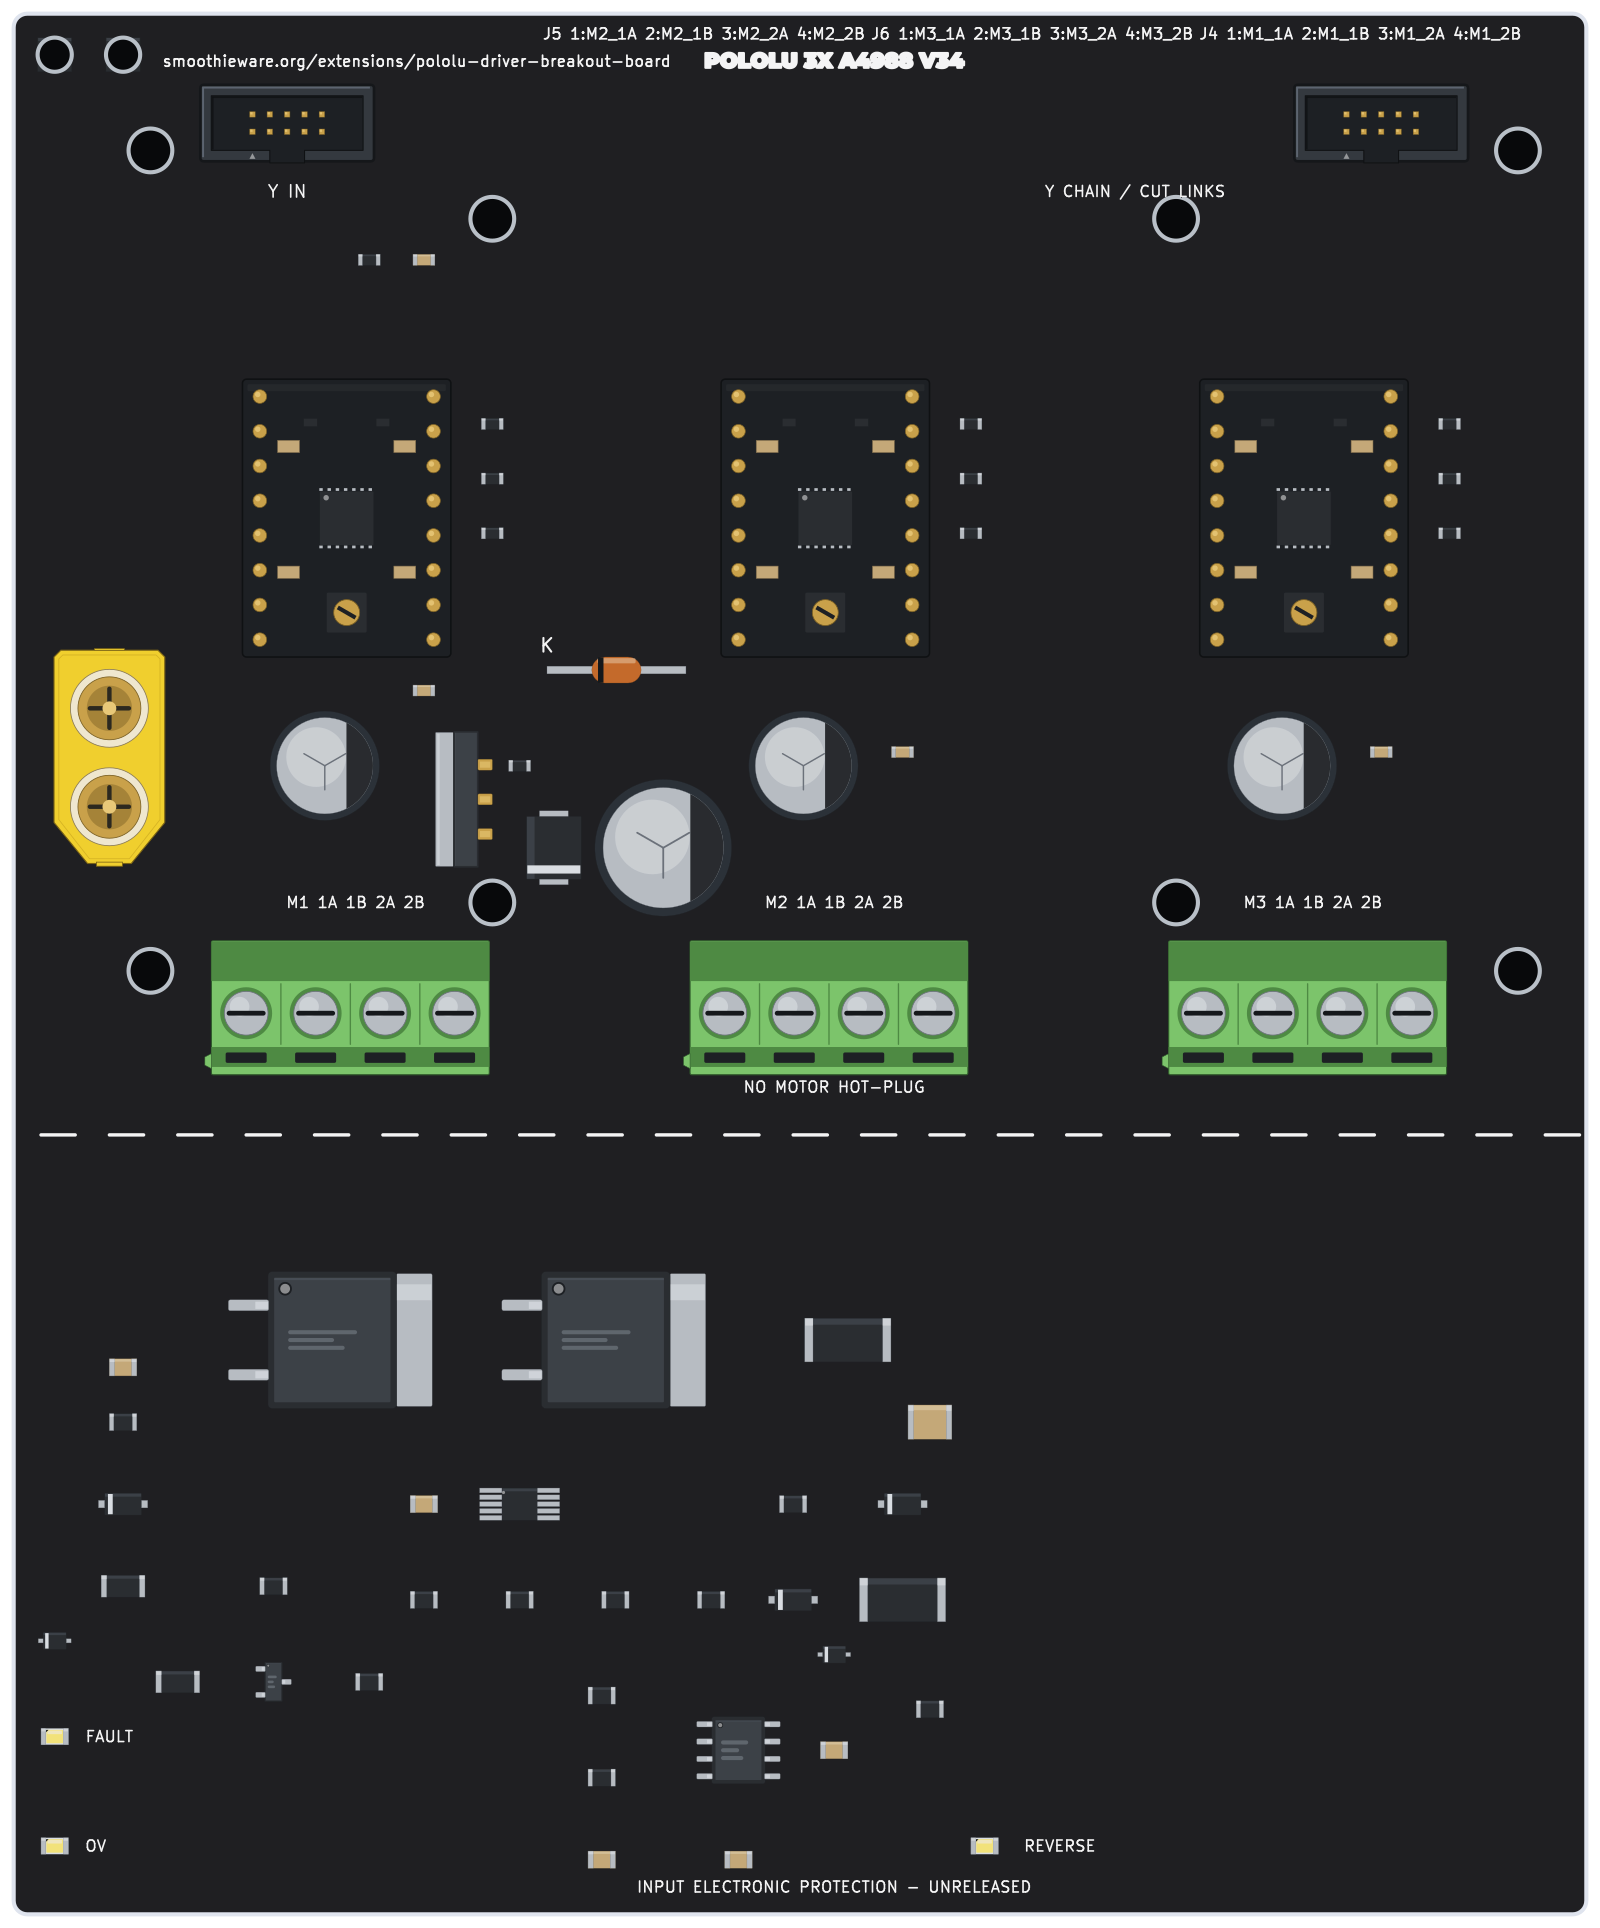 J5 1:M2_1A 2:M2_1B 3:M2_2A 4:M2_2B J6 1:M3_1A 2:M3_1B 3:M3_2A 4:M3_2B J4 1:M1_1A 2:M1_1B 3:M1_2A 4:M1_2B
smoothieware.org/extensions/pololu-driver-breakout-board POLOLU 3X A4988 V34
Y IN
Y CHAIN / CUT LINKS
K
M1 1A 1B 2A 2B
M2 1A 1B 2A 2B
M3 1A 1B 2A 2B
NO MOTOR HOT-PLUG
FAULT
OV
REVERSE
INPUT ELECTRONIC PROTECTION - UNRELEASED